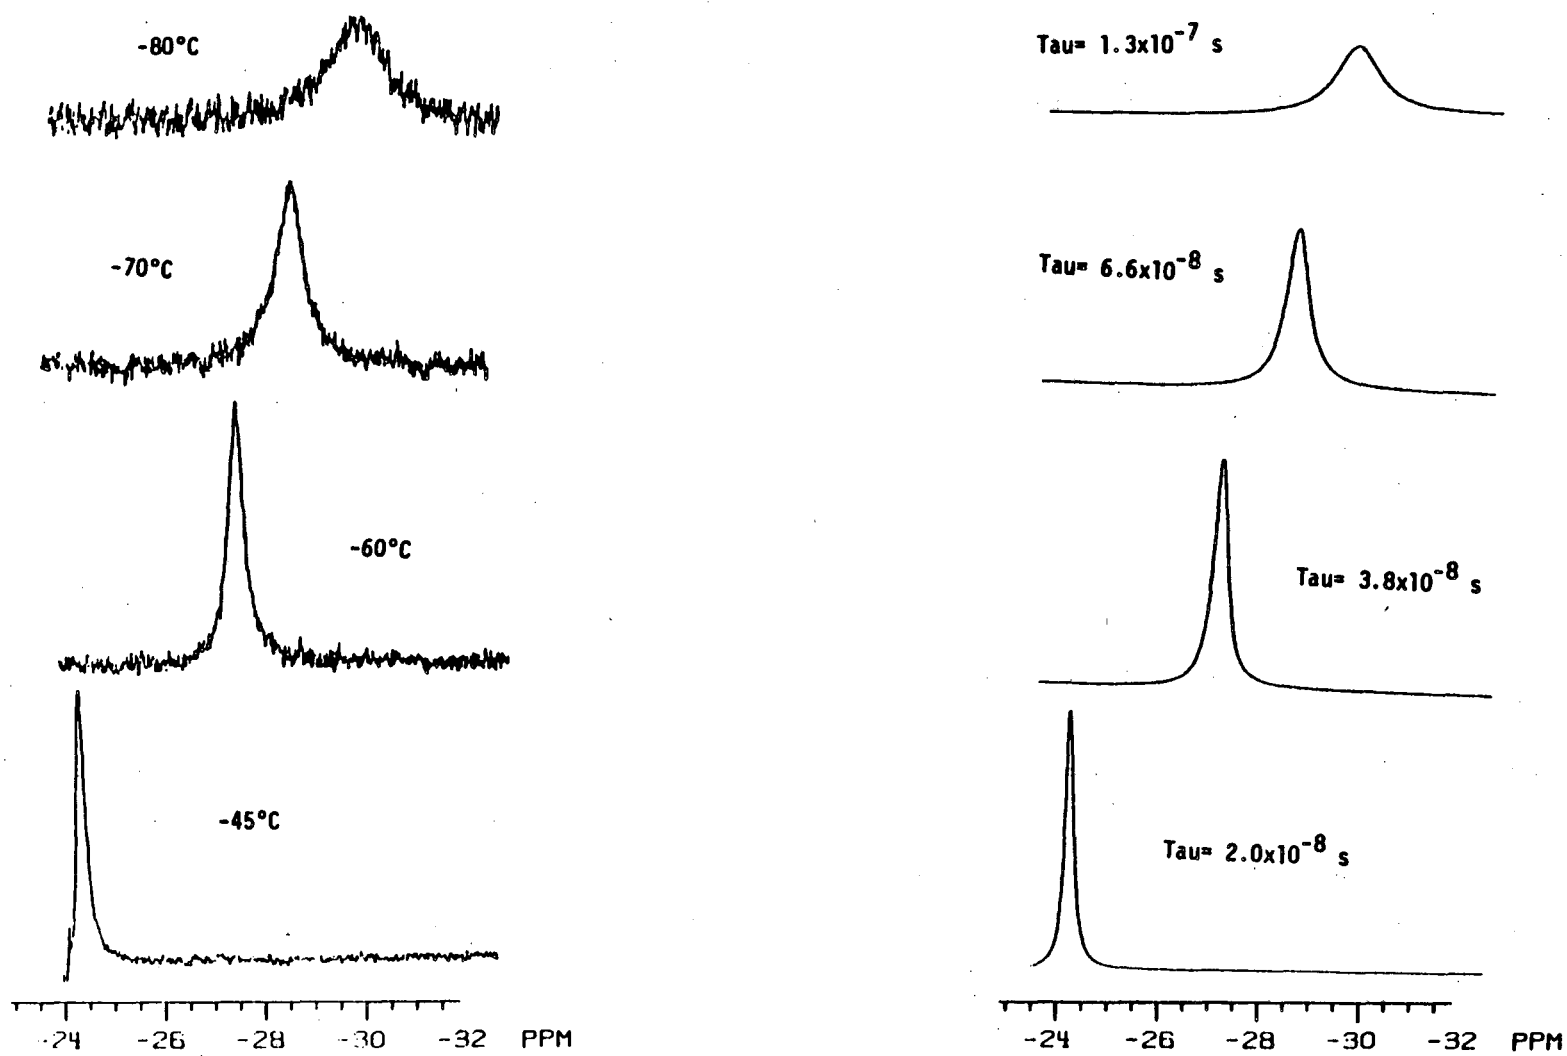 -80°C
-70°C
-60°C
-45°C
-24 -26 -28 -30 -32 PPM
Tau= 1.3x10-7 s
Tau= 6.6x10-8 s
Tau= 3.8x10-8 s
Tau= 2.0x10-8 s
-24 -26 -28 -30 -32 PPM